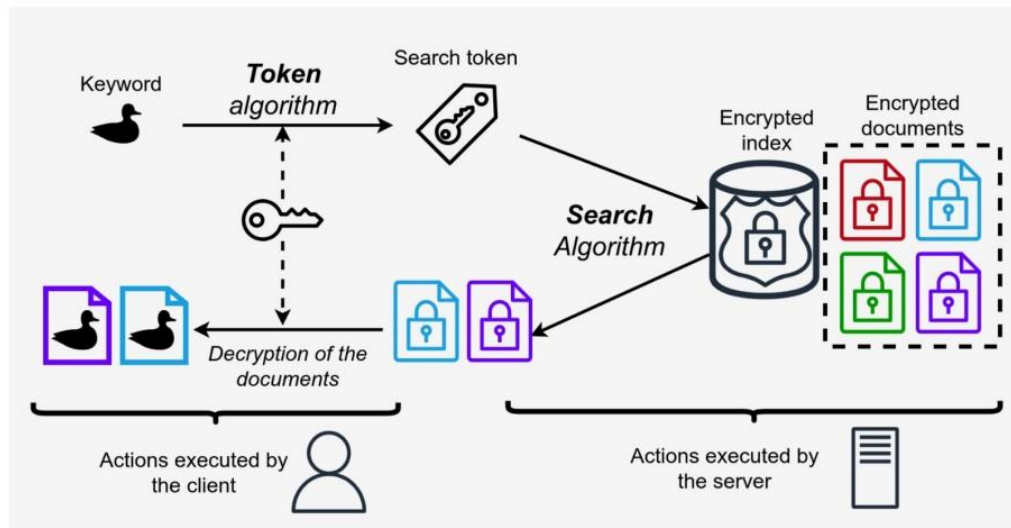 Keyword
Token
algorithm
Search token
Encrypted
index
Encrypted
documents
Search
Algorithm
Decryption of the
documents
Actions executed by
the client
Actions executed by
the server